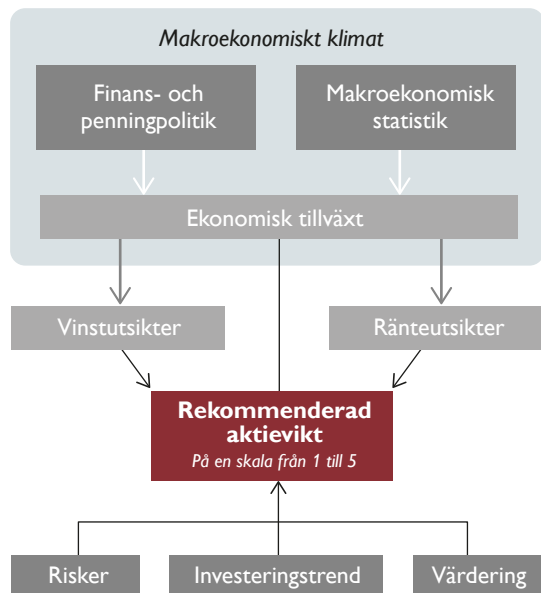 Makroekonomiskt klimat
Finans- och
penningpolitik
Makroekonomisk
statistik
Ekonomisk tillväxt
Vinstutsikter
Ränteutsikter
Rekommenderad
aktievikt
På en skala från 1 till 5
Risker
Investeringstrend
Värdering